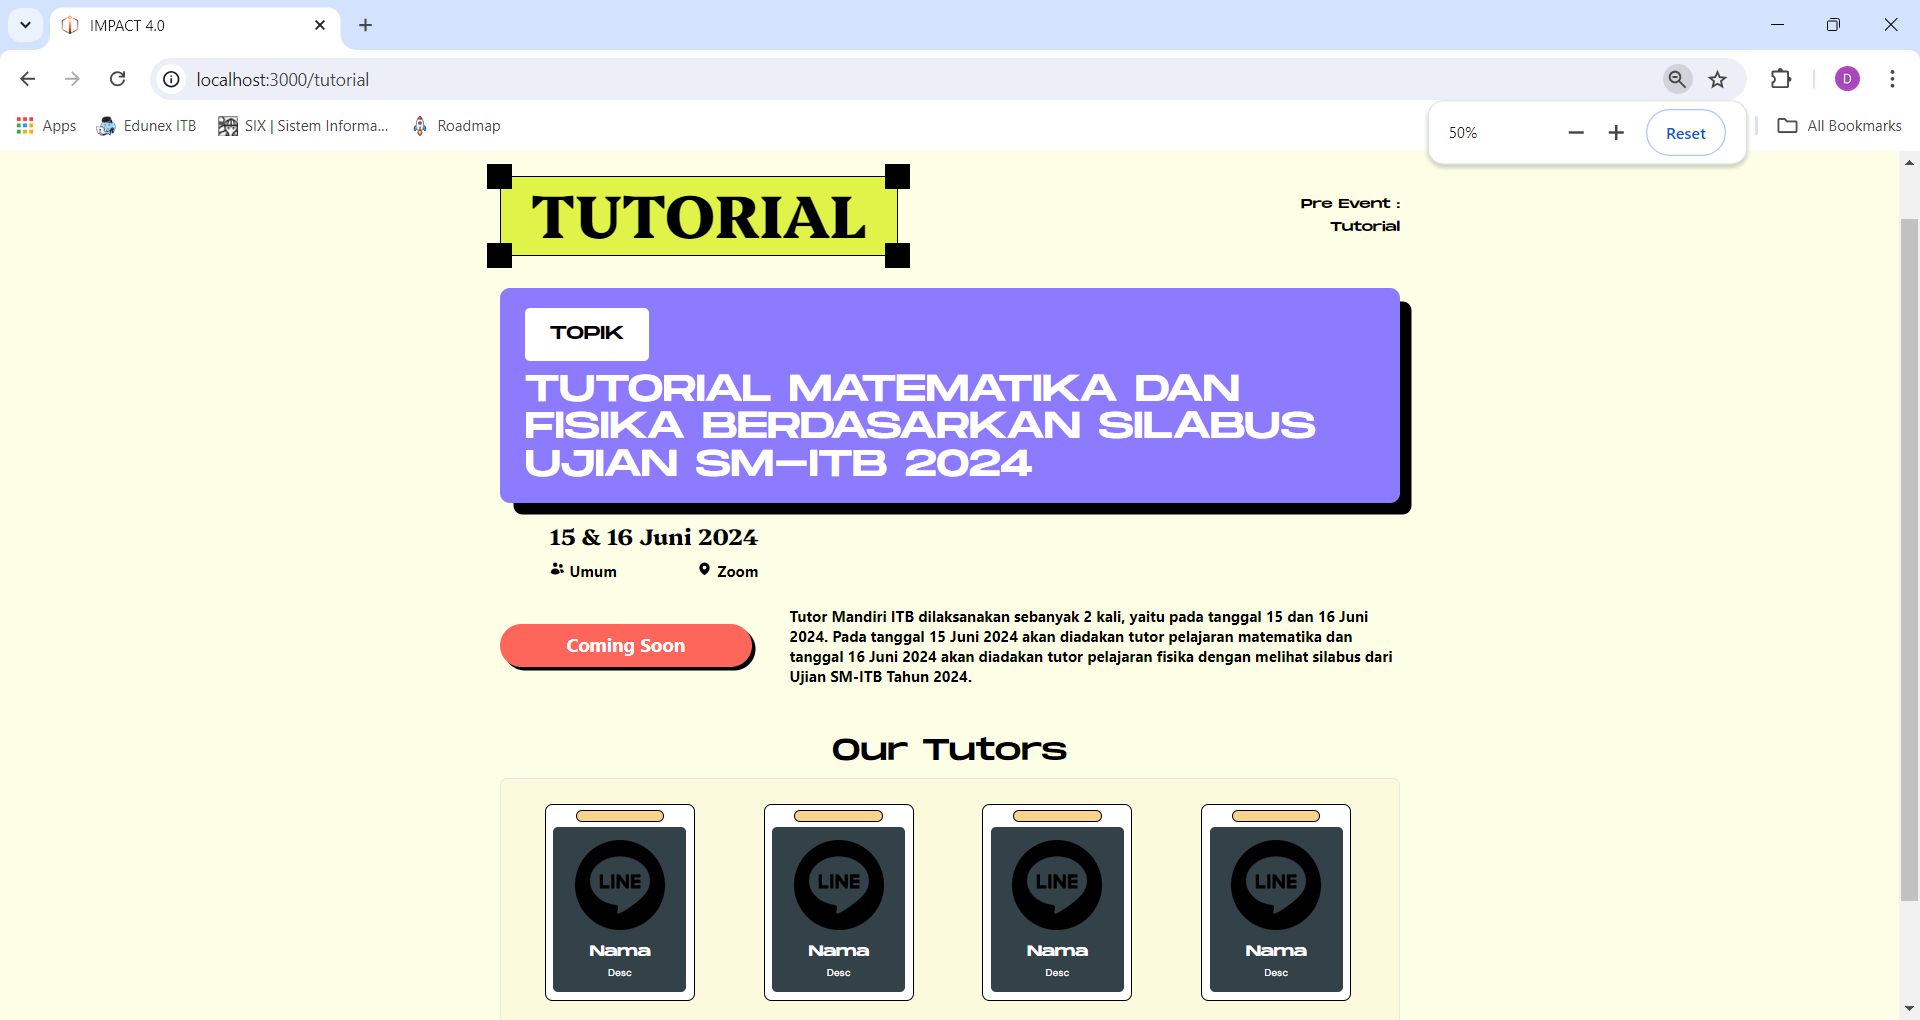 IMPACT 4.0
localhost:3000/tutorial
D
Apps
Edunex ITB
SIX | Sistem Informa...
Roadmap
50%
Reset
All Bookmarks
TUTORIAL
Pre Event :
Tutorial
TOPIK
TUTORIAL MATEMATIKA DAN
FISIKA BERDASARKAN SILABUS
UJIAN SM-ITB 2024
15 & 16 Juni 2024
Umum
Zoom
Coming Soon
Tutor Mandiri ITB dilaksanakan sebanyak 2 kali, yaitu pada tanggal 15 dan 16 Juni
2024. Pada tanggal 15 Juni 2024 akan diadakan tutor pelajaran matematika dan
tanggal 16 Juni 2024 akan diadakan tutor pelajaran fisika dengan melihat silabus dari
Ujian SM-ITB Tahun 2024.
Our Tutors
LINE
Nama
Desc
LINE
Nama
Desc
LINE
Nama
Desc
LINE
Nama
Desc